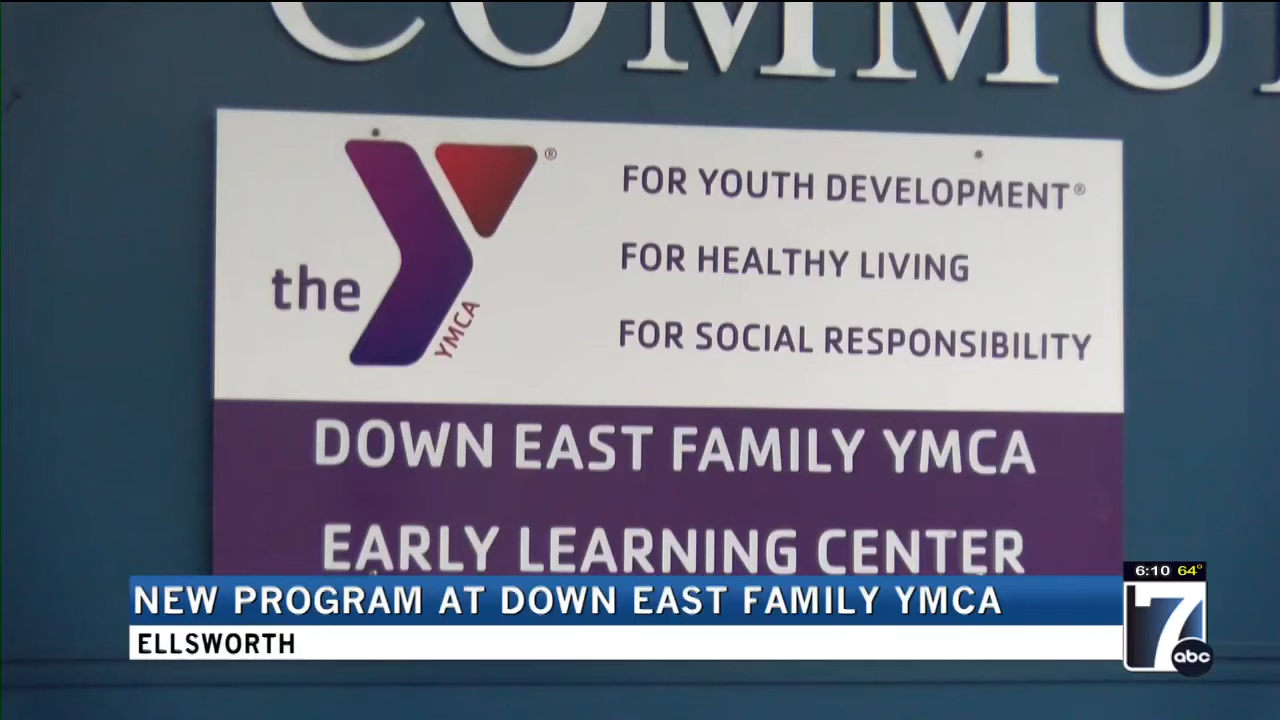 COMMU
the
YMCA
®
FOR YOUTH DEVELOPMENT®
FOR HEALTHY LIVING
FOR SOCIAL RESPONSIBILITY
DOWN EAST FAMILY YMCA
EARLY LEARNING CENTER
NEW PROGRAM AT DOWN EAST FAMILY YMCA
ELLSWORTH
6:10 64°
7
abc